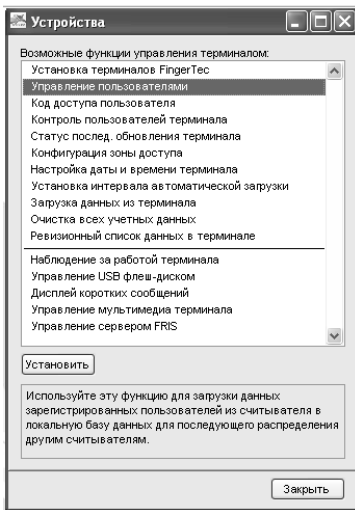 Устройства
Возможные функции управления терминалом:
Установка терминалов FingerTec
Управление пользователями
Код доступа пользователя
Контроль пользователей терминала
Статус послед. обновления терминала
Конфигурация зоны доступа
Настройка даты и времени терминала
Установка интервала автоматической загрузки
Загрузка данных из терминала
Очистка всех учетных данных
Ревизионный список данных в терминале
Наблюдение за работой терминала
Управление USB флеш-диском
Дисплей коротких сообщений
Управление мультимедиа терминала
Управление сервером FRIS
Установить
Используйте эту функцию для загрузки данных
зарегистрированных пользователей из считывателя в
локальную базу данных для последующего распределения
другим считывателям.
Закрыть